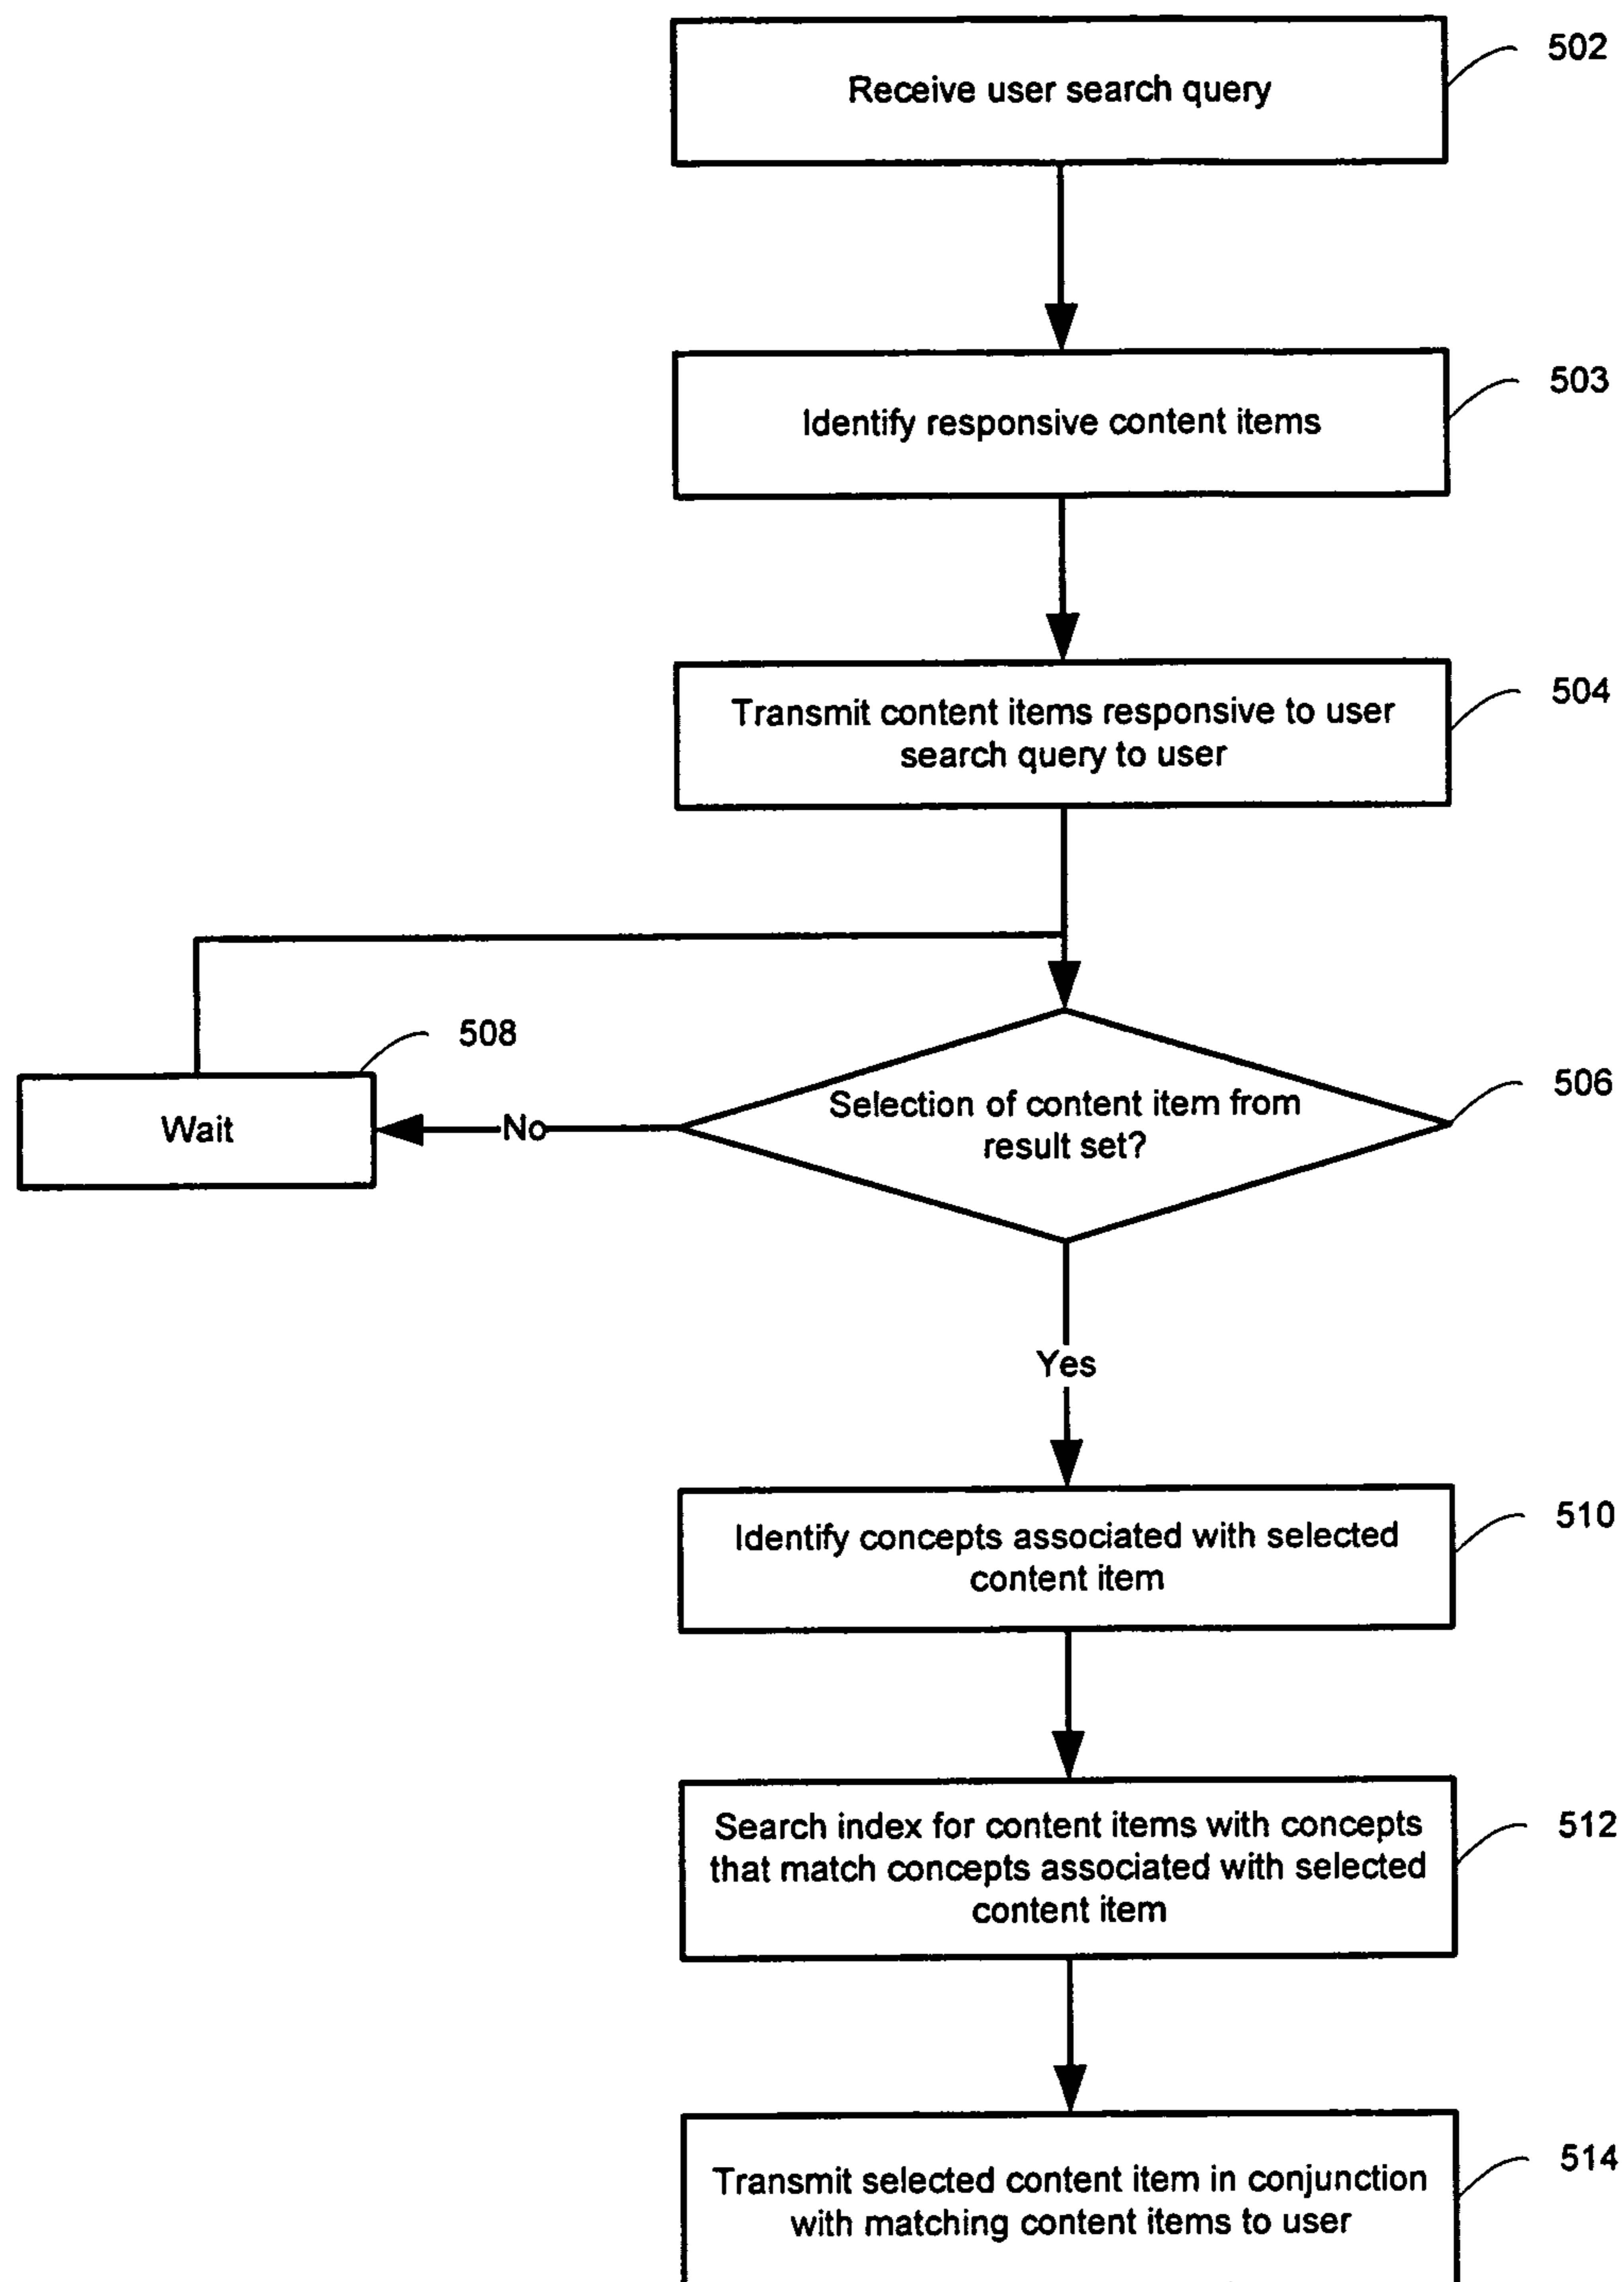 502
Receive user search query
503
Identify responsive content items
504
Transmit content items responsive to user
search query to user
508
506
Selection of content item from
result set?
Wait
No
Yes
510
Identify concepts associated with selected
content item
512
Search index for content items with concepts
that match concepts associated with selected
content item
514
Transmit selected content item in conjunction
with matching content items to user